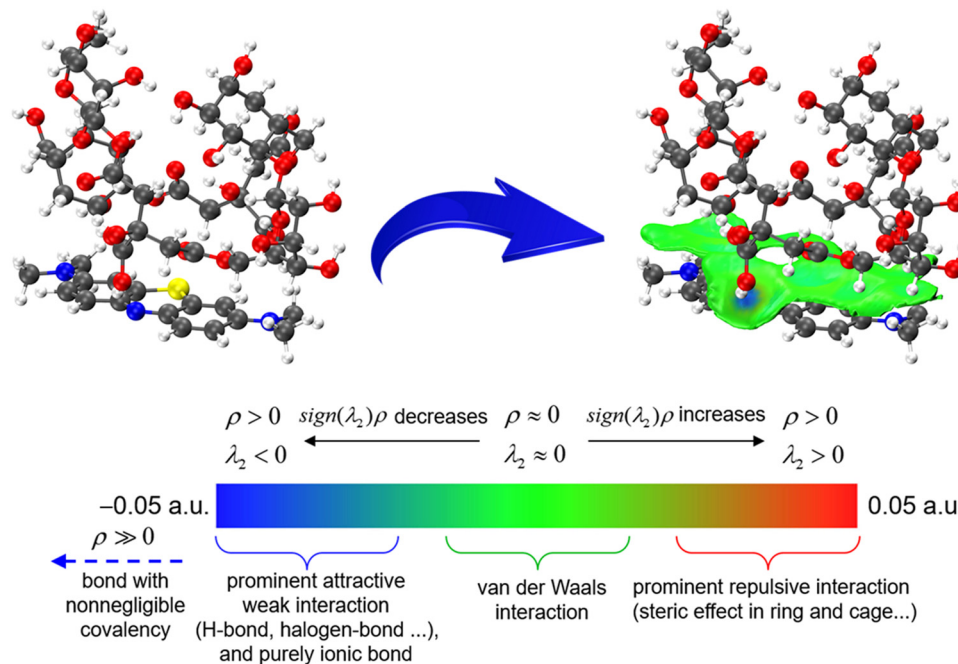 ρ > 0 sign(λ₂)ρ decreases ρ ≈ 0 sign(λ₂)ρ increases ρ > 0
λ₂ < 0 λ₂ ≈ 0 λ₂ > 0
−0.05 a.u. 0.05 a.u.
ρ ≫ 0
bond with
nonnegligible
covalency
prominent attractive
weak interaction
(H-bond, halogen-bond ...),
and purely ionic bond
van der Waals
interaction
prominent repulsive interaction
(steric effect in ring and cage...)